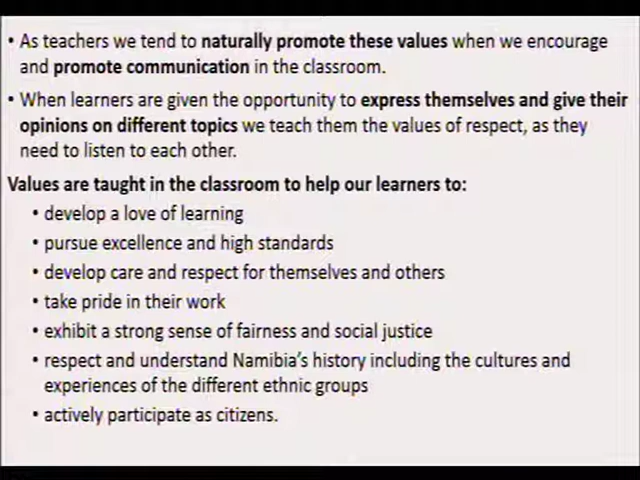 • As teachers we tend to naturally promote these values when we encourage
and promote communication in the classroom.
• When learners are given the opportunity to express themselves and give their
opinions on different topics we teach them the values of respect, as they
need to listen to each other.
Values are taught in the classroom to help our learners to:
• develop a love of learning
• pursue excellence and high standards
• develop care and respect for themselves and others
• take pride in their work
• exhibit a strong sense of fairness and social justice
• respect and understand Namibia's history including the cultures and
experiences of the different ethnic groups
• actively participate as citizens.